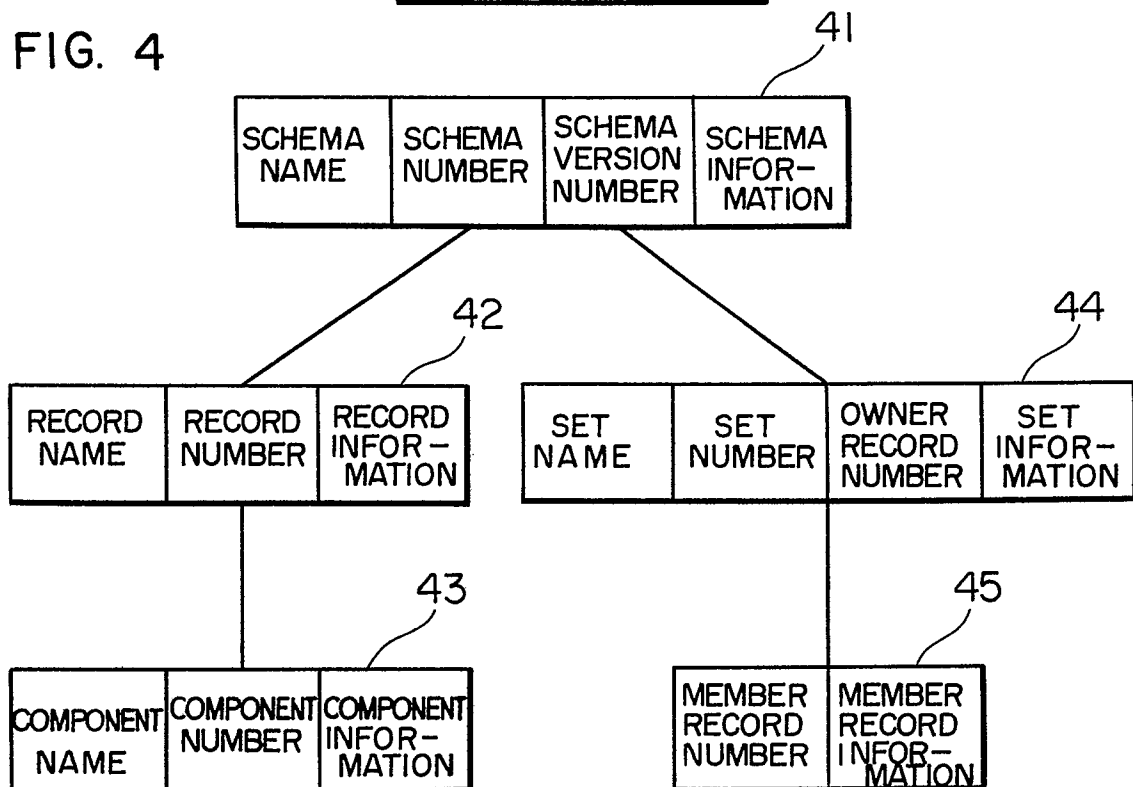 FIG. 4
41
SCHEMA
NAME
SCHEMA
NUMBER
SCHEMA
VERSION
NUMBER
SCHEMA
INFOR-
MATION
42
RECORD
NAME
RECORD
NUMBER
RECORD
INFOR-
MATION
44
SET
NAME
SET
NUMBER
OWNER
RECORD
NUMBER
SET
INFOR-
MATION
43
COMPONENT
NAME
COMPONENT
NUMBER
COMPONENT
INFOR-
MATION
45
MEMBER
RECORD
NUMBER
MEMBER
RECORD
INFOR-
MATION